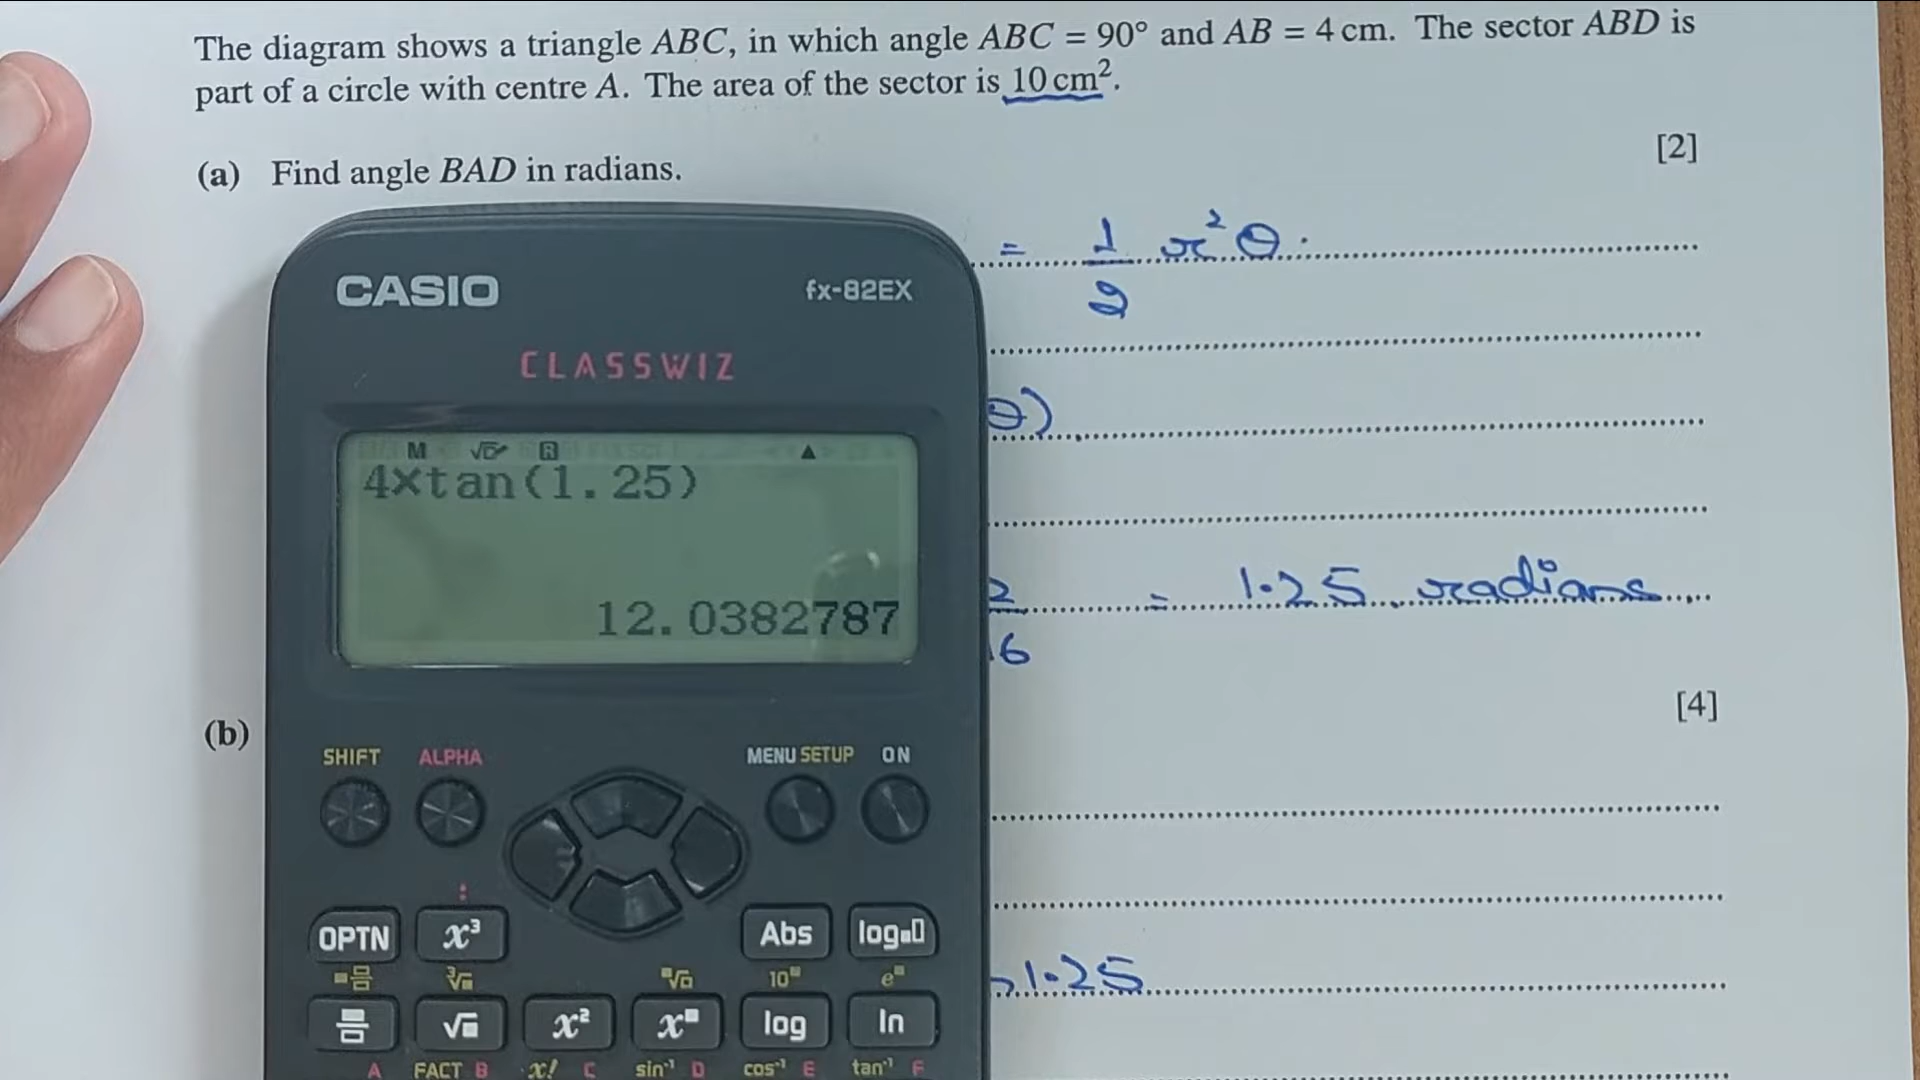 The diagram shows a triangle ABC, in which angle ABC = 90° and AB = 4 cm. The sector ABD is
part of a circle with centre A. The area of the sector is 10 cm².
[2]
(a) Find angle BAD in radians.
= 1/2 r²θ
CASIO fx-82EX
CLASSWIZ
θ)
M √ R ▲
4×tan(1.25)
12.0382787
2/16 = 1.25 radians
[4]
(b)
SHIFT ALPHA MENU SETUP ON
OPTN x³ Abs log
10 e
1.25
√ x² x log ln
A FACT B x! C sin⁻¹ D cos⁻¹ E tan⁻¹ F